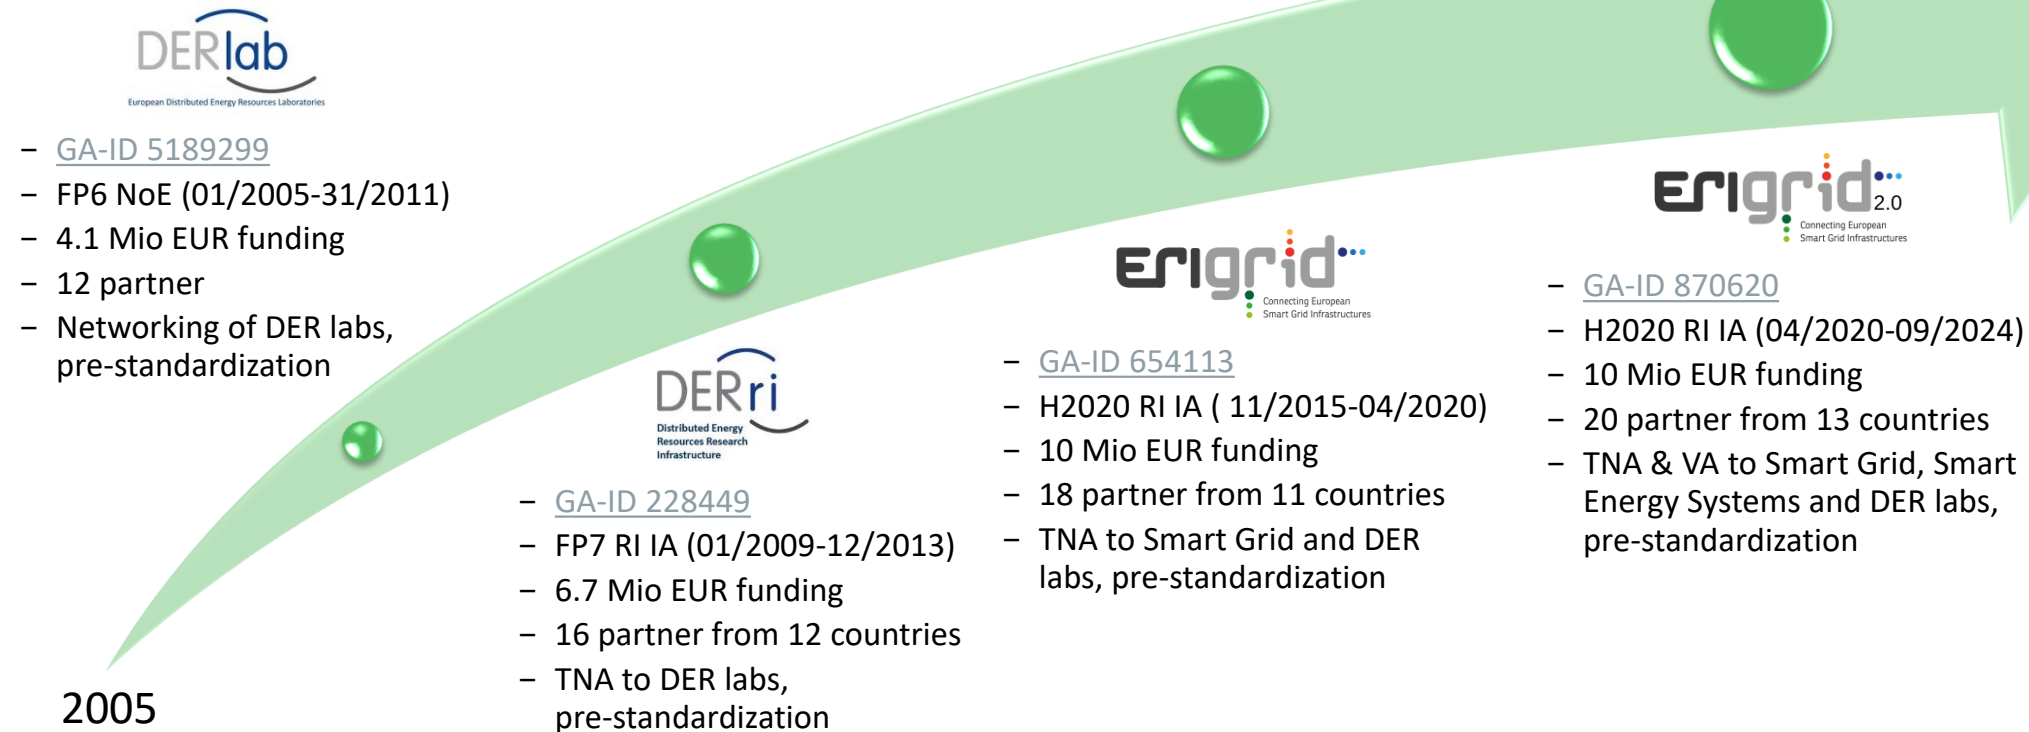 DERlab
European Distributed Energy Resources Laboratories
– GA-ID 5189299
– FP6 NoE (01/2005-31/2011)
– 4.1 Mio EUR funding
– 12 partner
– Networking of DER labs,
pre-standardization
2005
DERri
Distributed Energy
Resources Research
Infrastructure
– GA-ID 228449
– FP7 RI IA (01/2009-12/2013)
– 6.7 Mio EUR funding
– 16 partner from 12 countries
– TNA to DER labs,
pre-standardization
Erigrid
Connecting European
Smart Grid Infrastructures
– GA-ID 654113
– H2020 RI IA ( 11/2015-04/2020)
– 10 Mio EUR funding
– 18 partner from 11 countries
– TNA to Smart Grid and DER
labs, pre-standardization
Erigrid 2.0
Connecting European
Smart Grid Infrastructures
– GA-ID 870620
– H2020 RI IA (04/2020-09/2024)
– 10 Mio EUR funding
– 20 partner from 13 countries
– TNA & VA to Smart Grid, Smart
Energy Systems and DER labs,
pre-standardization